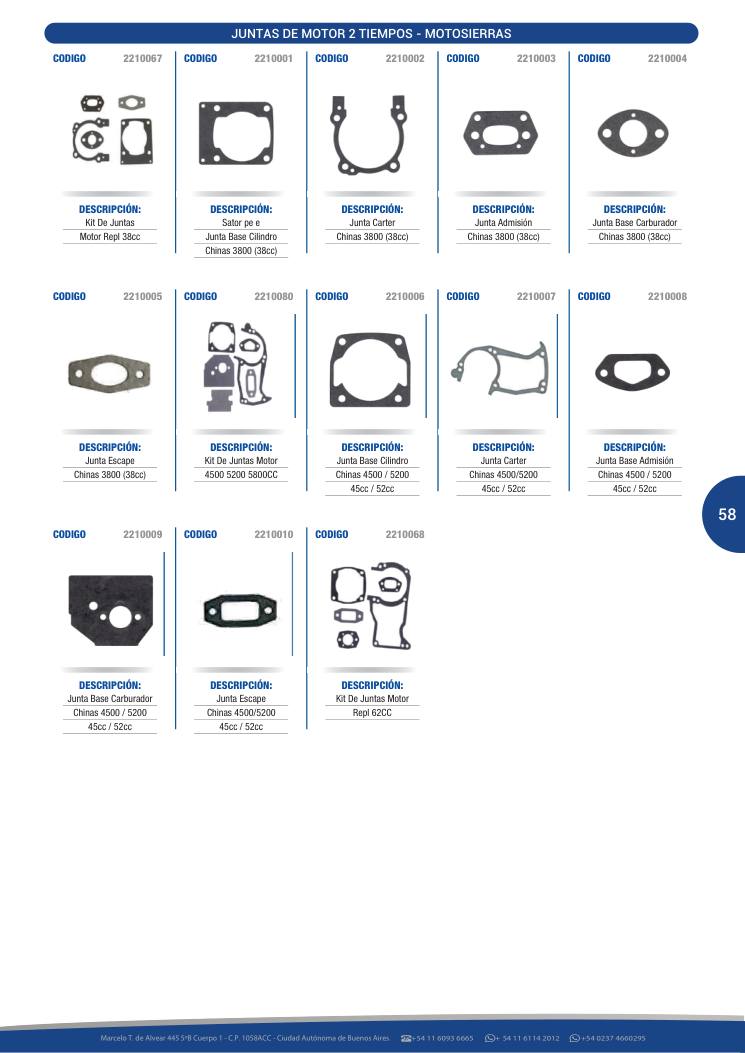 JUNTAS DE MOTOR 2 TIEMPOS - MOTOSIERRAS
CODIGO 2210067
DESCRIPCIÓN:
Kit De Juntas
Motor Repl 38cc
CODIGO 2210001
DESCRIPCIÓN:
Sator pe e
Junta Base Cilindro
Chinas 3800 (38cc)
CODIGO 2210002
DESCRIPCIÓN:
Junta Carter
Chinas 3800 (38cc)
CODIGO 2210003
DESCRIPCIÓN:
Junta Admisión
Chinas 3800 (38cc)
CODIGO 2210004
DESCRIPCIÓN:
Junta Base Carburador
Chinas 3800 (38cc)
CODIGO 2210005
DESCRIPCIÓN:
Junta Escape
Chinas 3800 (38cc)
CODIGO 2210080
DESCRIPCIÓN:
Kit De Juntas Motor
4500 5200 5800CC
CODIGO 2210006
DESCRIPCIÓN:
Junta Base Cilindro
Chinas 4500 / 5200
45cc / 52cc
CODIGO 2210007
DESCRIPCIÓN:
Junta Carter
Chinas 4500/5200
45cc / 52cc
CODIGO 2210008
DESCRIPCIÓN:
Junta Base Admisión
Chinas 4500 / 5200
45cc / 52cc
58
CODIGO 2210009
DESCRIPCIÓN:
Junta Base Carburador
Chinas 4500 / 5200
45cc / 52cc
CODIGO 2210010
DESCRIPCIÓN:
Junta Escape
Chinas 4500/5200
45cc / 52cc
CODIGO 2210068
DESCRIPCIÓN:
Kit De Juntas Motor
Repl 62CC
Marcelo T. de Alvear 445 5ºB Cuerpo 1 - C.P. 1058ACC - Ciudad Autónoma de Buenos Aires. +54 11 6093 6665 + 54 11 6114 2012 +54 0237 4660295